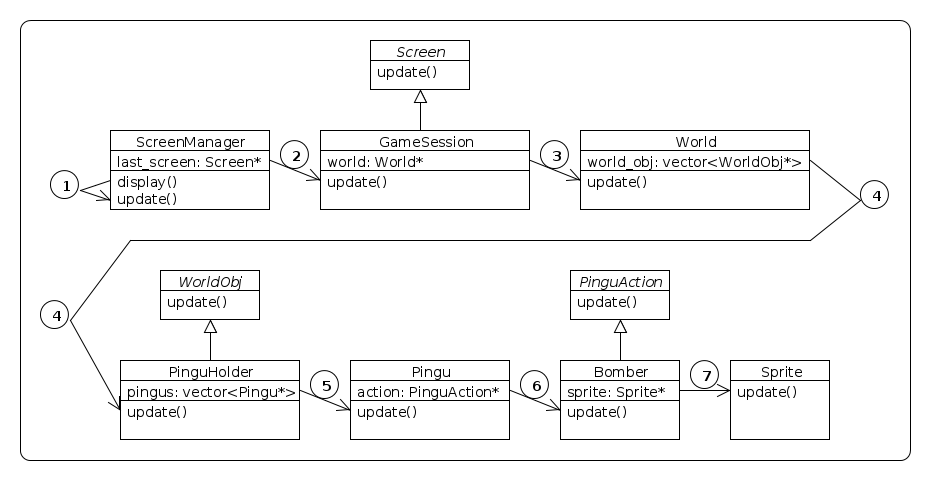 Screen
update()
ScreenManager
last_screen: Screen*
display()
update()
1
2
GameSession
world: World*
update()
3
World
world_obj: vector<WorldObj*>
update()
4
4
WorldObj
update()
PinguAction
update()
PinguHolder
pingus: vector<Pingu*>
update()
5
Pingu
action: PinguAction*
update()
6
Bomber
sprite: Sprite*
update()
7
Sprite
update()